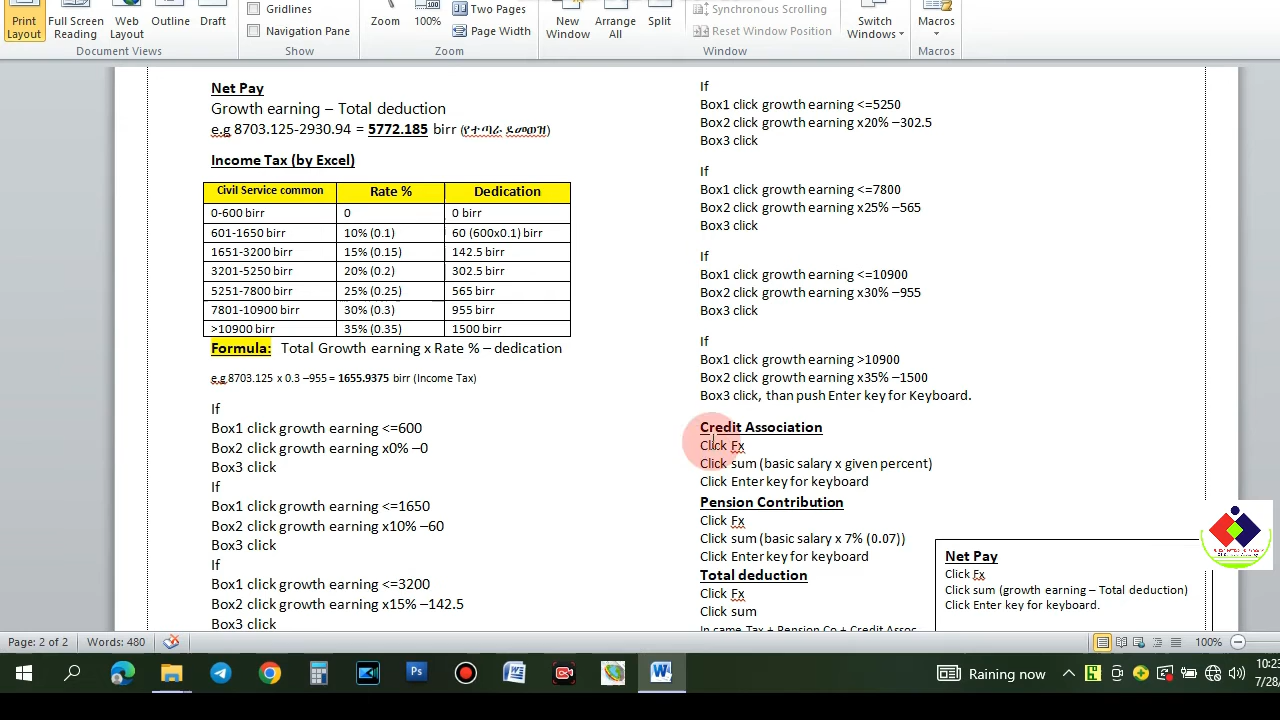 Print Layout
Full Screen Reading
Web Layout
Outline
Draft
Document Views
Gridlines
Navigation Pane
Show
Zoom
100%
Two Pages
Page Width
Zoom
New Window
Arrange All
Split
Synchronous Scrolling
Reset Window Position
Window
Switch Windows
Macros
Macros
Net Pay
Growth earning – Total deduction
e.g 8703.125-2930.94 = 5772.185 birr (የተጣራ ደመወዝ)
Income Tax (by Excel)
Civil Service common Rate % Dedication
0-600 birr 0 0 birr
601-1650 birr 10% (0.1) 60 (600x0.1) birr
1651-3200 birr 15% (0.15) 142.5 birr
3201-5250 birr 20% (0.2) 302.5 birr
5251-7800 birr 25% (0.25) 565 birr
7801-10900 birr 30% (0.3) 955 birr
>10900 birr 35% (0.35) 1500 birr
Formula: Total Growth earning x Rate % – dedication
e.g.8703.125 x 0.3 –955 = 1655.9375 birr (Income Tax)
If
Box1 click growth earning <=600
Box2 click growth earning x0% –0
Box3 click
If
Box1 click growth earning <=1650
Box2 click growth earning x10% –60
Box3 click
If
Box1 click growth earning <=3200
Box2 click growth earning x15% –142.5
Box3 click
If
Box1 click growth earning <=5250
Box2 click growth earning x20% –302.5
Box3 click
If
Box1 click growth earning <=7800
Box2 click growth earning x25% –565
Box3 click
If
Box1 click growth earning <=10900
Box2 click growth earning x30% –955
Box3 click
If
Box1 click growth earning >10900
Box2 click growth earning x35% –1500
Box3 click, than push Enter key for Keyboard.
Credit Association
Click Fx
Click sum (basic salary x given percent)
Click Enter key for keyboard
Pension Contribution
Click Fx
Click sum (basic salary x 7% (0.07))
Click Enter key for keyboard
Total deduction
Click Fx
Click sum
In came Tax + Pension Co + Credit Assoc
Net Pay
Click Fx
Click sum (growth earning – Total deduction)
Click Enter key for keyboard.
Page: 2 of 2
Words: 480
100%
Raining now
10:23
7/28/